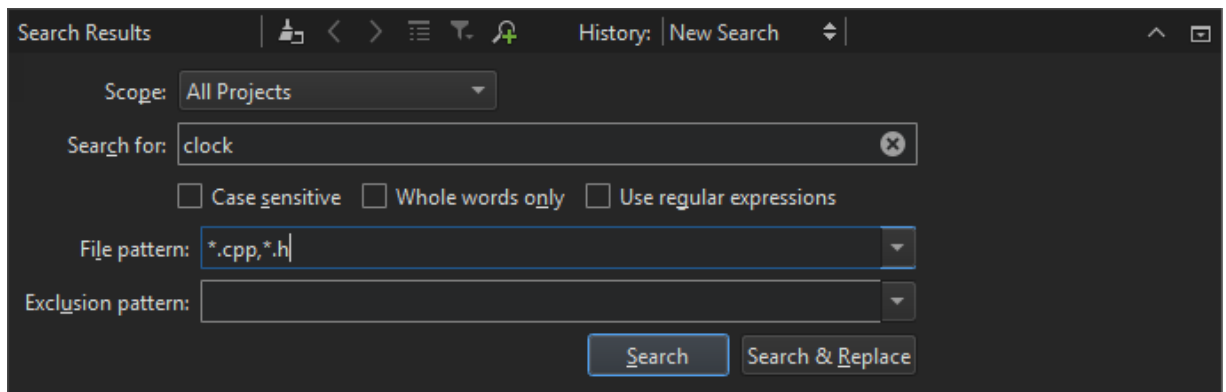 Search Results History: New Search
Scope: All Projects
Search for: clock
Case sensitive Whole words only Use regular expressions
File pattern: *.cpp,*.h
Exclusion pattern:
Search Search & Replace